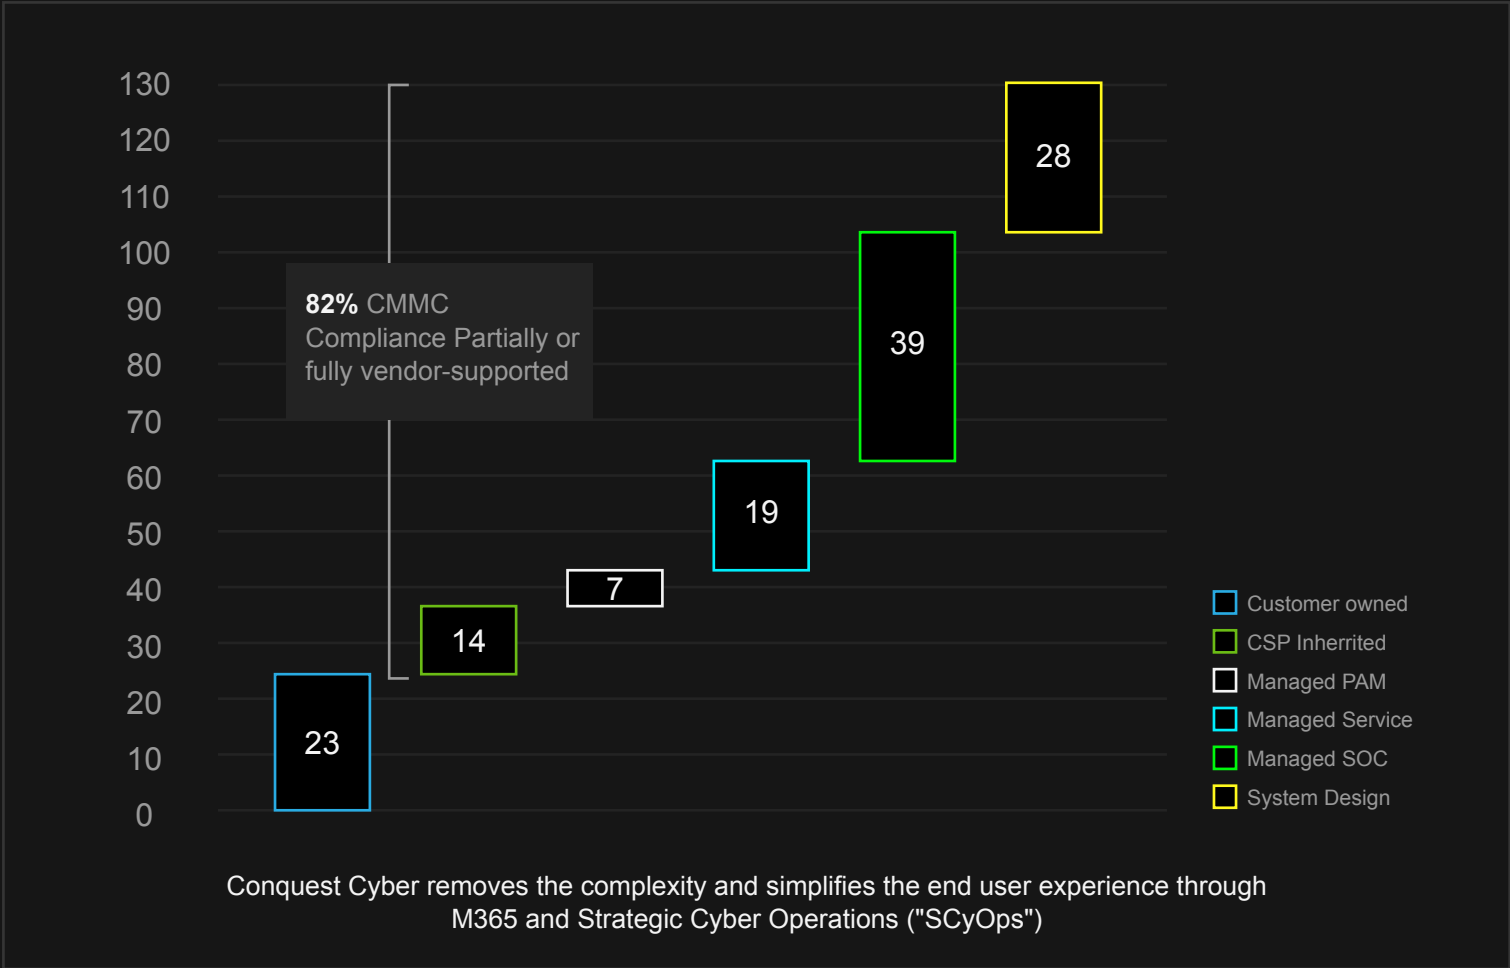 130
120
110
100
90
80
70
60
50
40
30
20
10
0
82% CMMC
Compliance Partially or
fully vendor-supported
23
14
7
19
39
28
Customer owned
CSP Inherrited
Managed PAM
Managed Service
Managed SOC
System Design
Conquest Cyber removes the complexity and simplifies the end user experience through
M365 and Strategic Cyber Operations ("SCyOps")